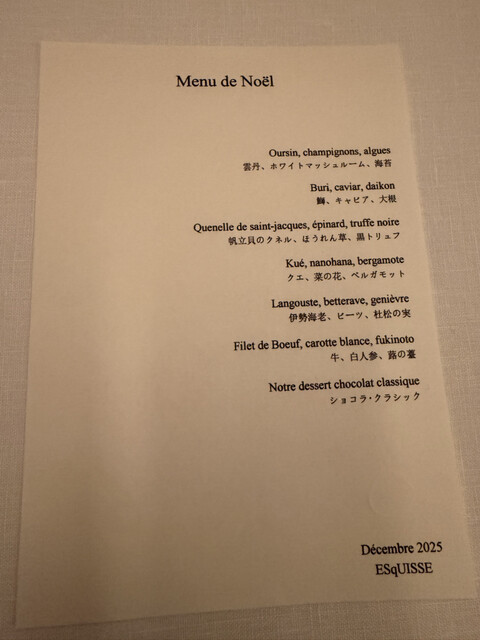 Menu de Noël
Oursin, champignons, algues
雲丹、ホワイトマッシュルーム、海苔
Buri, caviar, daikon
鰤、キャビア、大根
Quenelle de saint-jacques, épinard, truffe noire
帆立貝のクネル、ほうれん草、黒トリュフ
Kué, nanohana, bergamote
クエ、菜の花、ベルガモット
Langouste, betterave, genièvre
伊勢海老、ビーツ、杜松の実
Filet de Boeuf, carotte blance, fukinoto
牛、白人参、蕗の薹
Notre dessert chocolat classique
ショコラ・クラシック
Décembre 2025
ESqUISSE